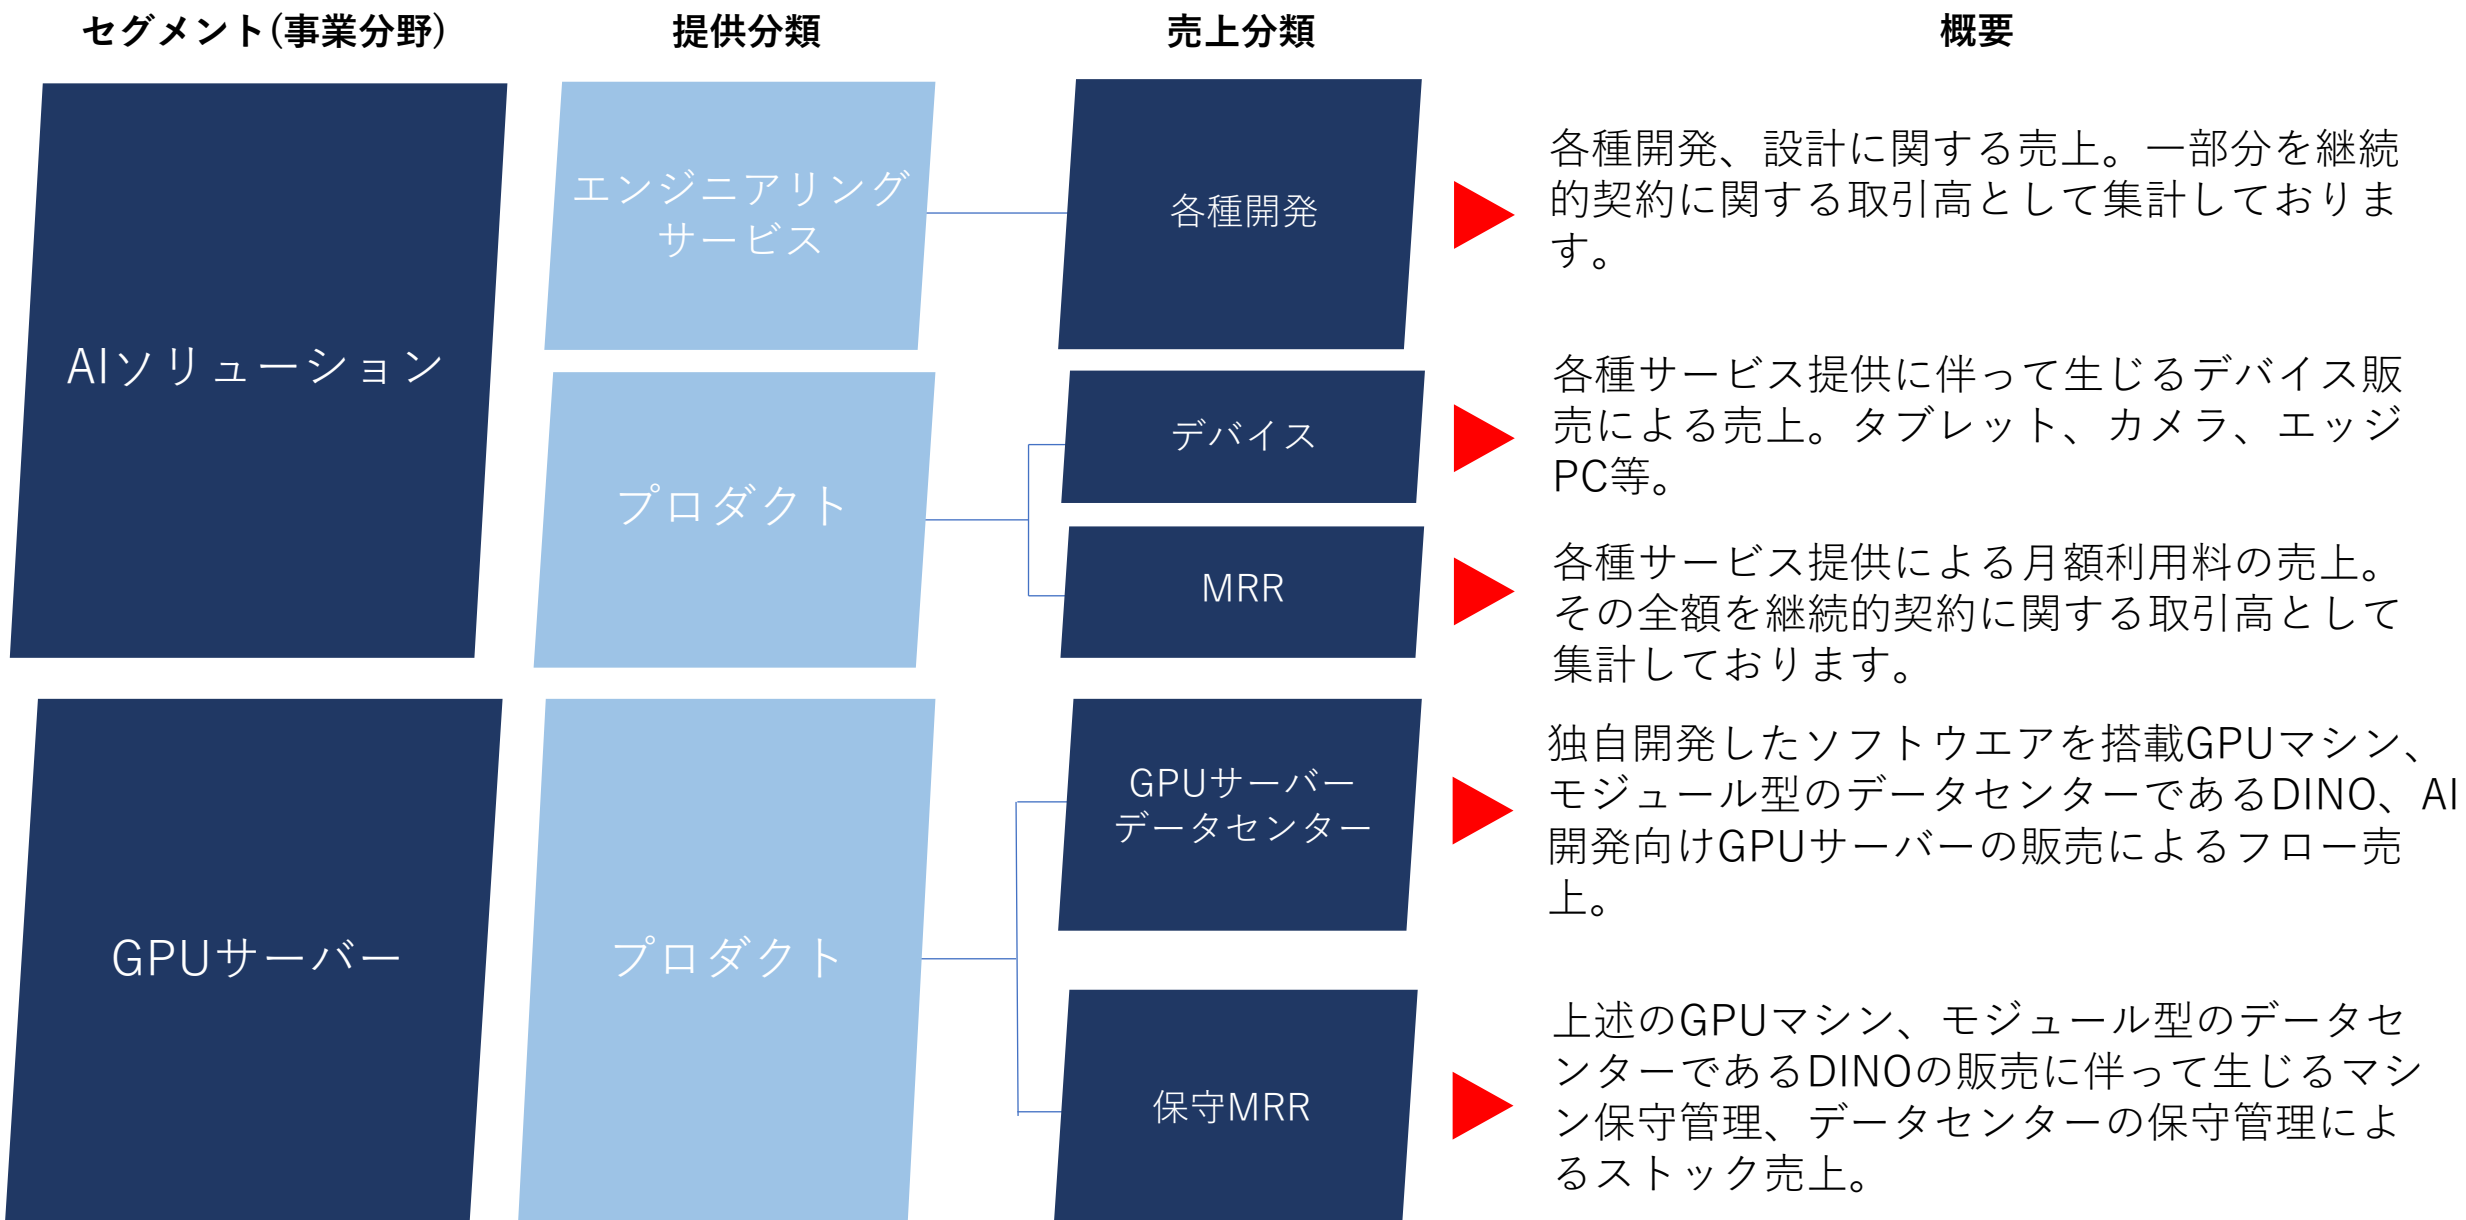 セグメント(事業分野)
提供分類
売上分類
概要
AIソリューション
エンジニアリング
サービス
各種開発
各種開発、設計に関する売上。一部分を継続
的契約に関する取引高として集計しておりま
す。
プロダクト
デバイス
各種サービス提供に伴って生じるデバイス販
売による売上。タブレット、カメラ、エッジ
PC等。
MRR
各種サービス提供による月額利用料の売上。
その全額を継続的契約に関する取引高として
集計しております。
GPUサーバー
プロダクト
GPUサーバー
データセンター
独自開発したソフトウエアを搭載GPUマシン、
モジュール型のデータセンターであるDINO、AI
開発向けGPUサーバーの販売によるフロー売
上。
保守MRR
上述のGPUマシン、モジュール型のデータセ
ンターであるDINOの販売に伴って生じるマシ
ン保守管理、データセンターの保守管理によ
るストック売上。